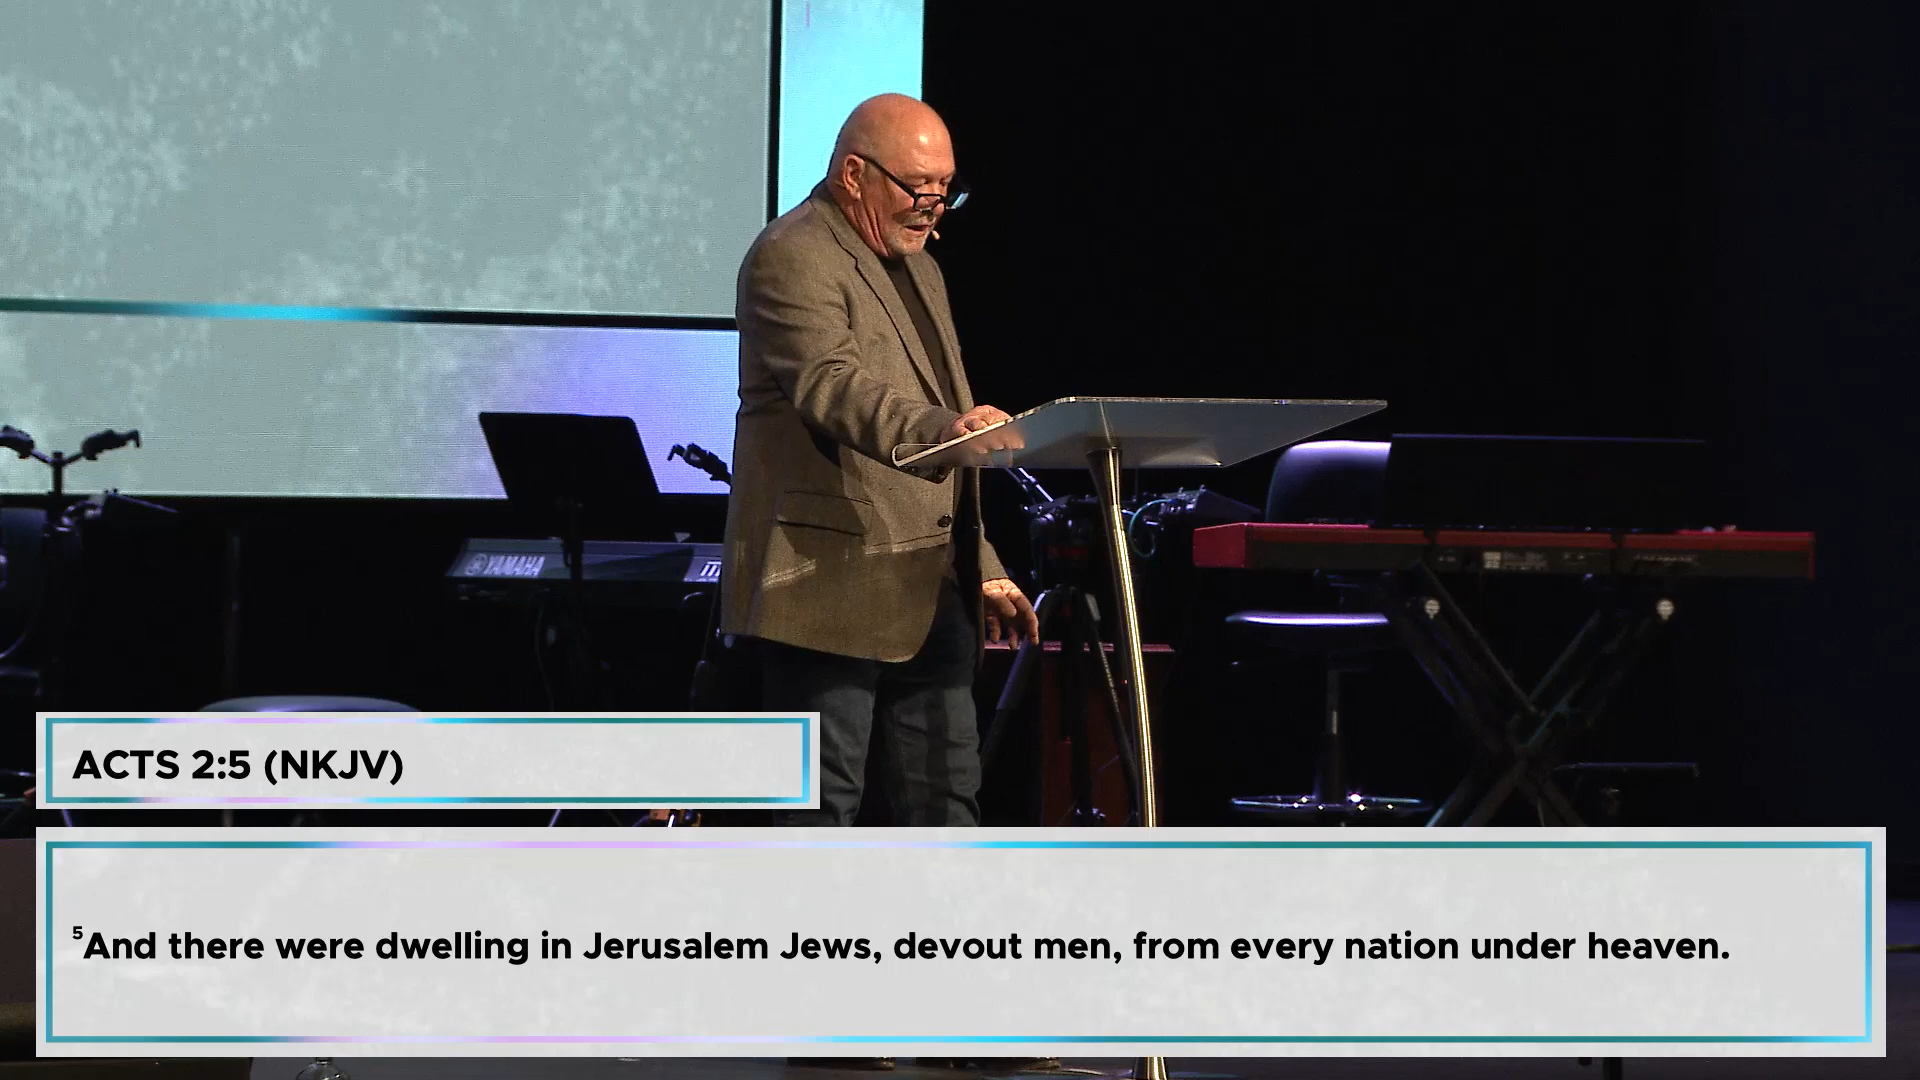 YAMAHA
ACTS 2:5 (NKJV)
⁵And there were dwelling in Jerusalem Jews, devout men, from every nation under heaven.